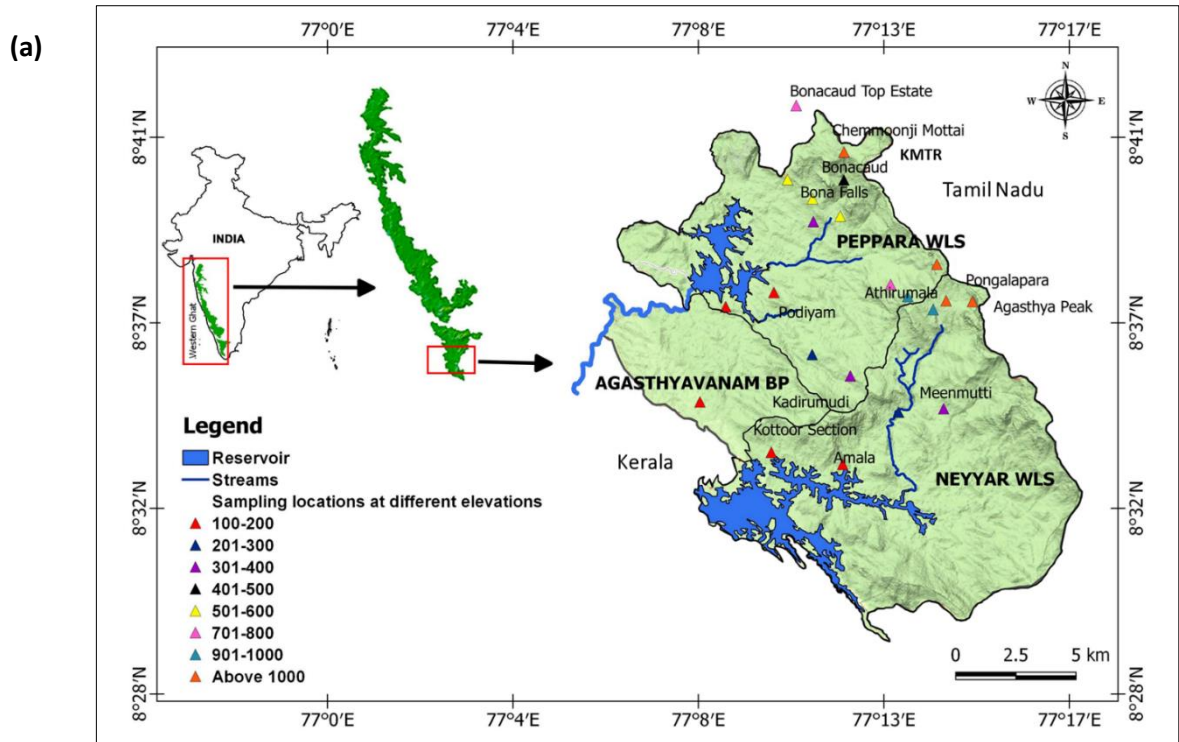 (a)
77°0′E 77°4′E 77°8′E 77°13′E 77°17′E
8°41′N
8°37′N
8°32′N
8°28′N
N
W E
S
INDIA
Western Ghat
Bonacaud Top Estate
Chemmoonji Mottai
KMTR
Bonacaud
Tamil Nadu
Bona Falls
PEPPARA WLS
Pongalapara
Athirumala
Agasthya Peak
Podiyam
AGASTHYAVANAM BP
Meenmutti
Kadirumudi
Kottoor Section
Kerala
Amala
NEYYAR WLS
Legend
Reservoir
Streams
Sampling locations at different elevations
100-200
201-300
301-400
401-500
501-600
701-800
901-1000
Above 1000
0 2.5 5 km
8°41′N
8°37′N
8°32′N
8°28′N
77°0′E 77°4′E 77°8′E 77°13′E 77°17′E